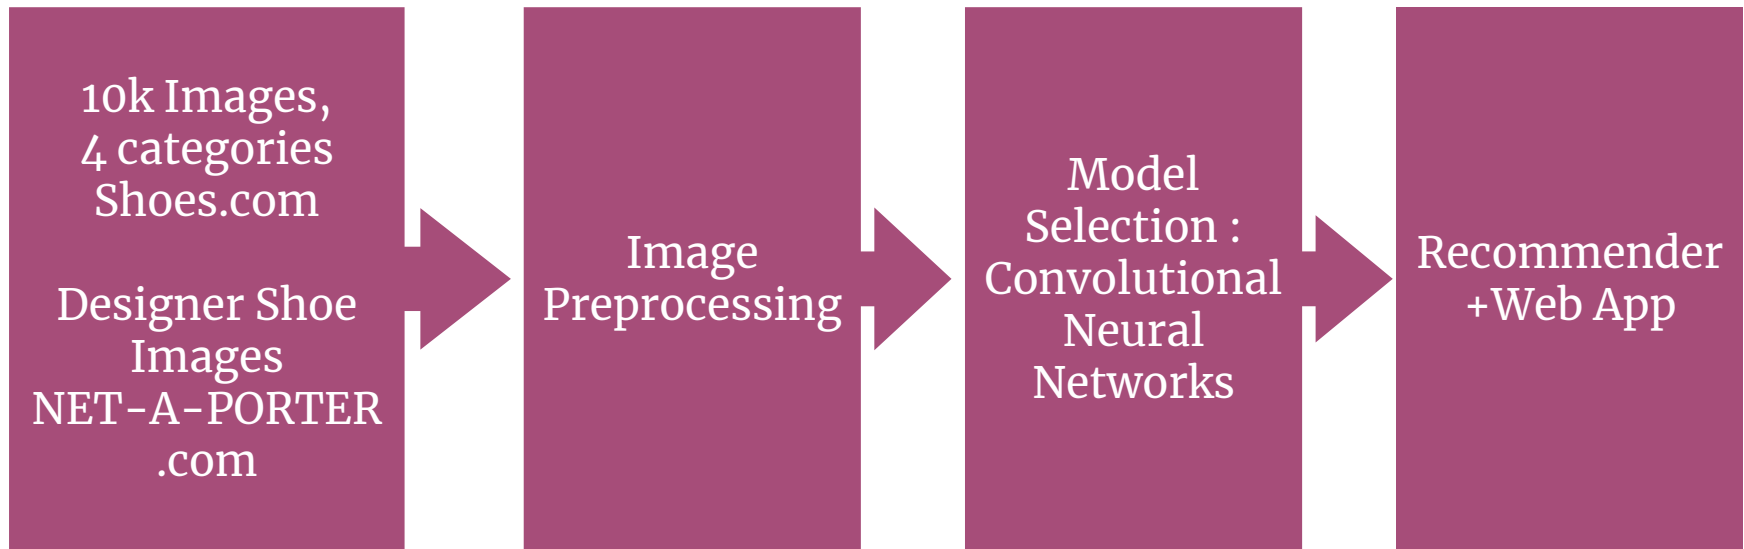 10k Images,
4 categories
Shoes.com
Designer Shoe
Images
NET-A-PORTER
.com
Image
Preprocessing
Model
Selection :
Convolutional
Neural
Networks
Recommender
+Web App